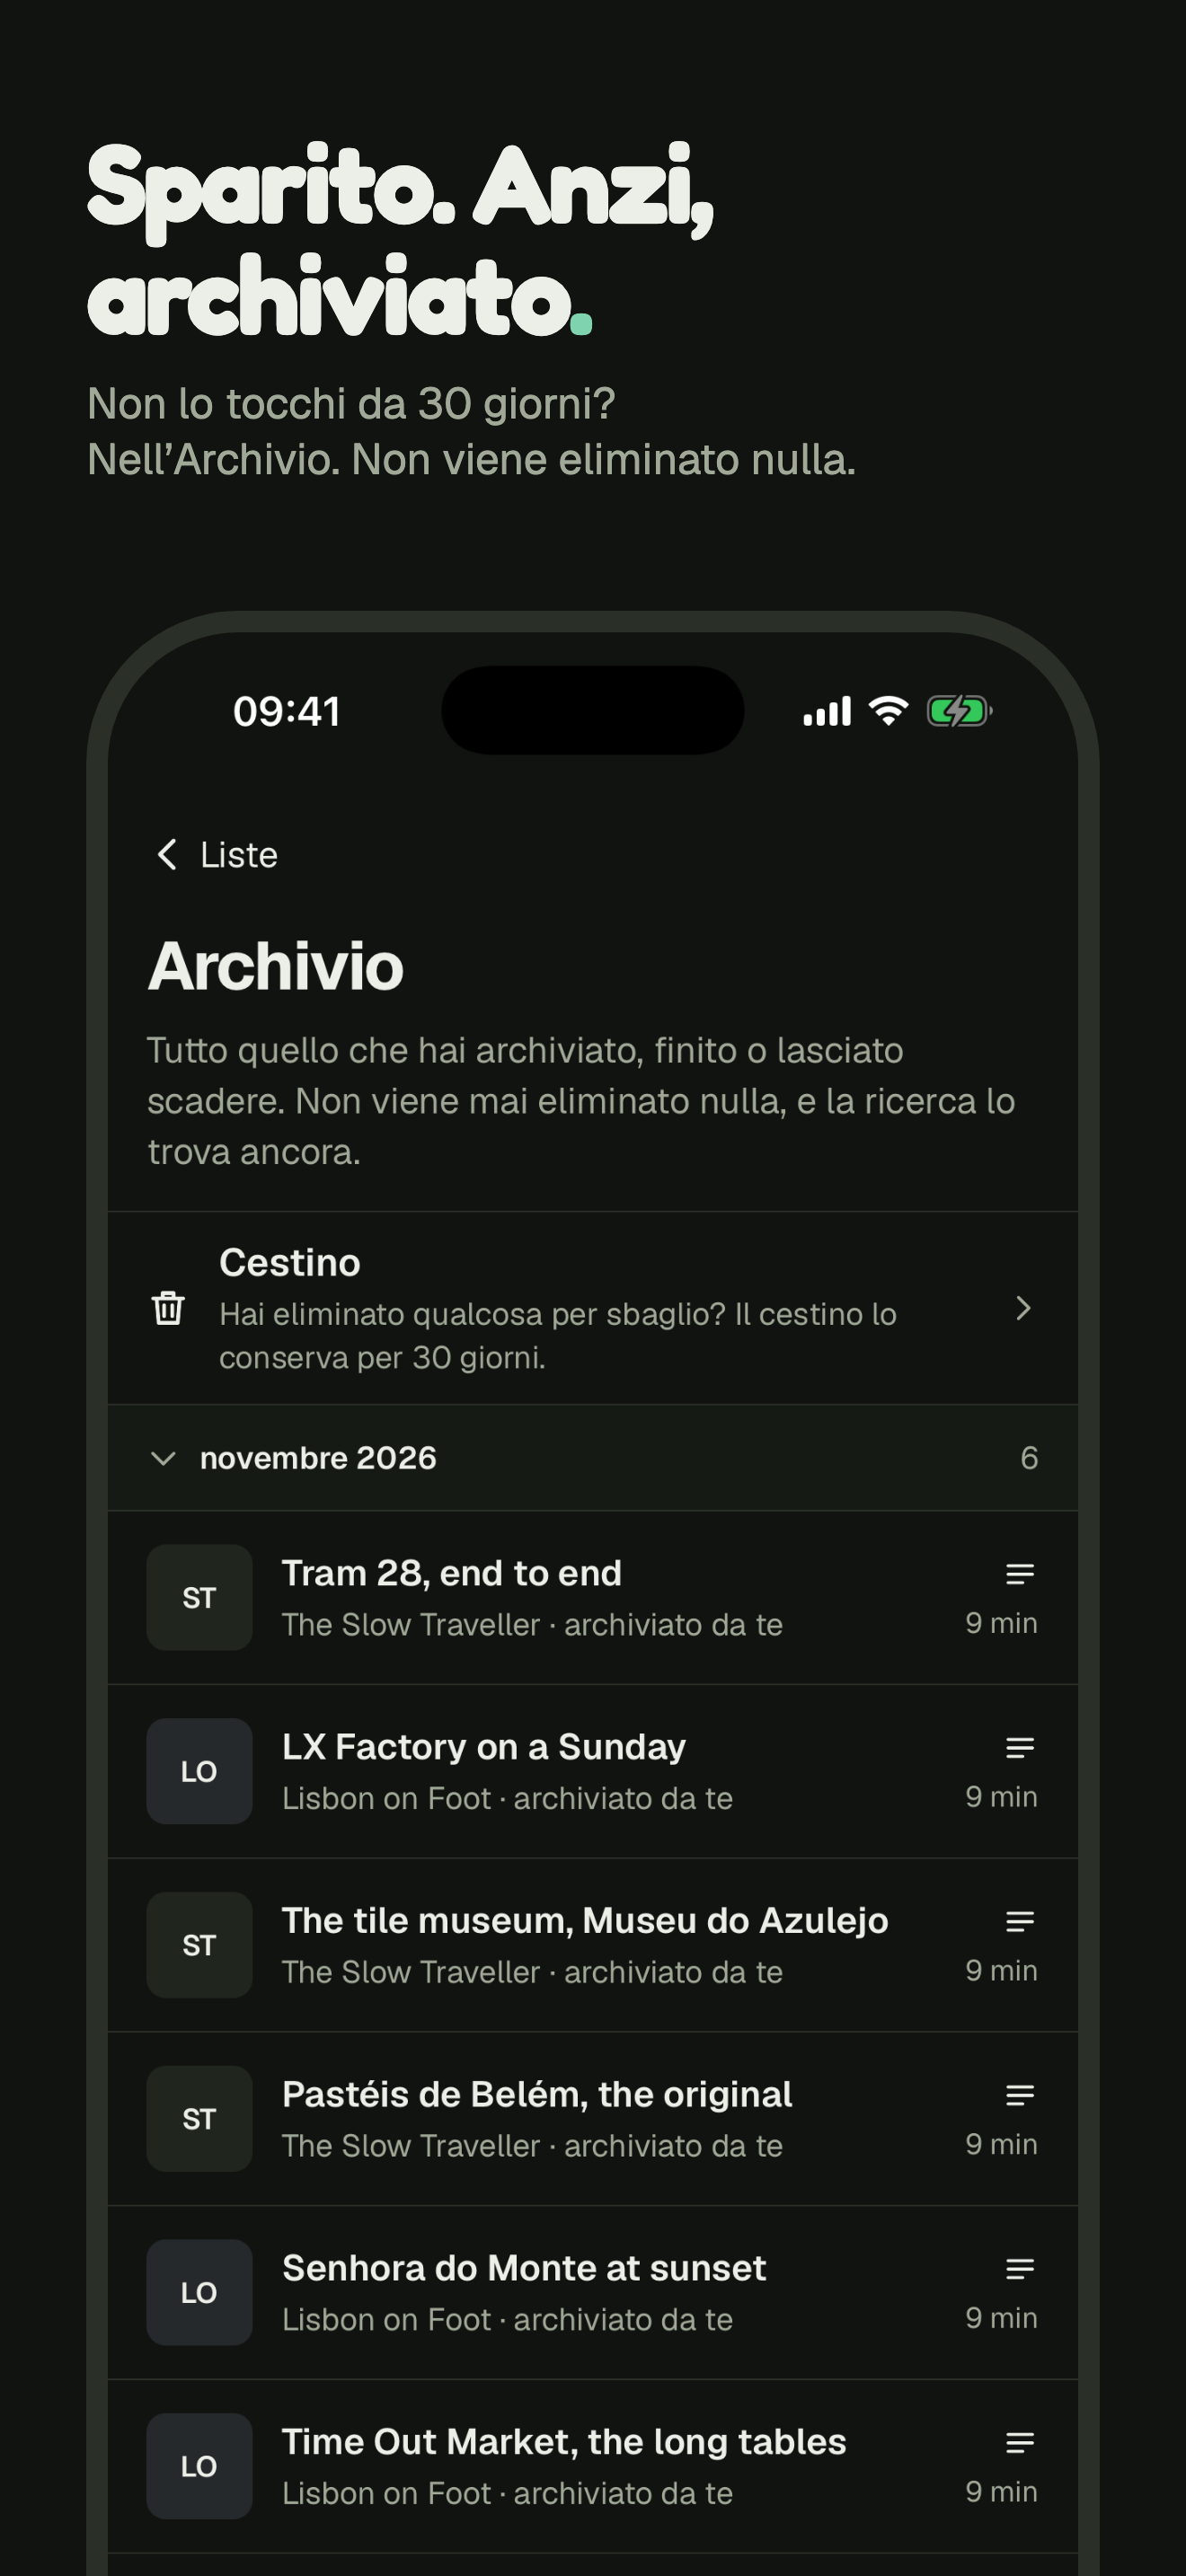 Sparito. Anzi,
archiviato.
Non lo tocchi da 30 giorni?
Nell’Archivio. Non viene eliminato nulla.
09:41
Liste
Archivio
Tutto quello che hai archiviato, finito o lasciato
scadere. Non viene mai eliminato nulla, e la ricerca lo
trova ancora.
Cestino
Hai eliminato qualcosa per sbaglio? Il cestino lo
conserva per 30 giorni.
novembre 2026 6
ST
Tram 28, end to end
The Slow Traveller · archiviato da te
9 min
LO
LX Factory on a Sunday
Lisbon on Foot · archiviato da te
9 min
ST
The tile museum, Museu do Azulejo
The Slow Traveller · archiviato da te
9 min
ST
Pastéis de Belém, the original
The Slow Traveller · archiviato da te
9 min
LO
Senhora do Monte at sunset
Lisbon on Foot · archiviato da te
9 min
LO
Time Out Market, the long tables
Lisbon on Foot · archiviato da te
9 min